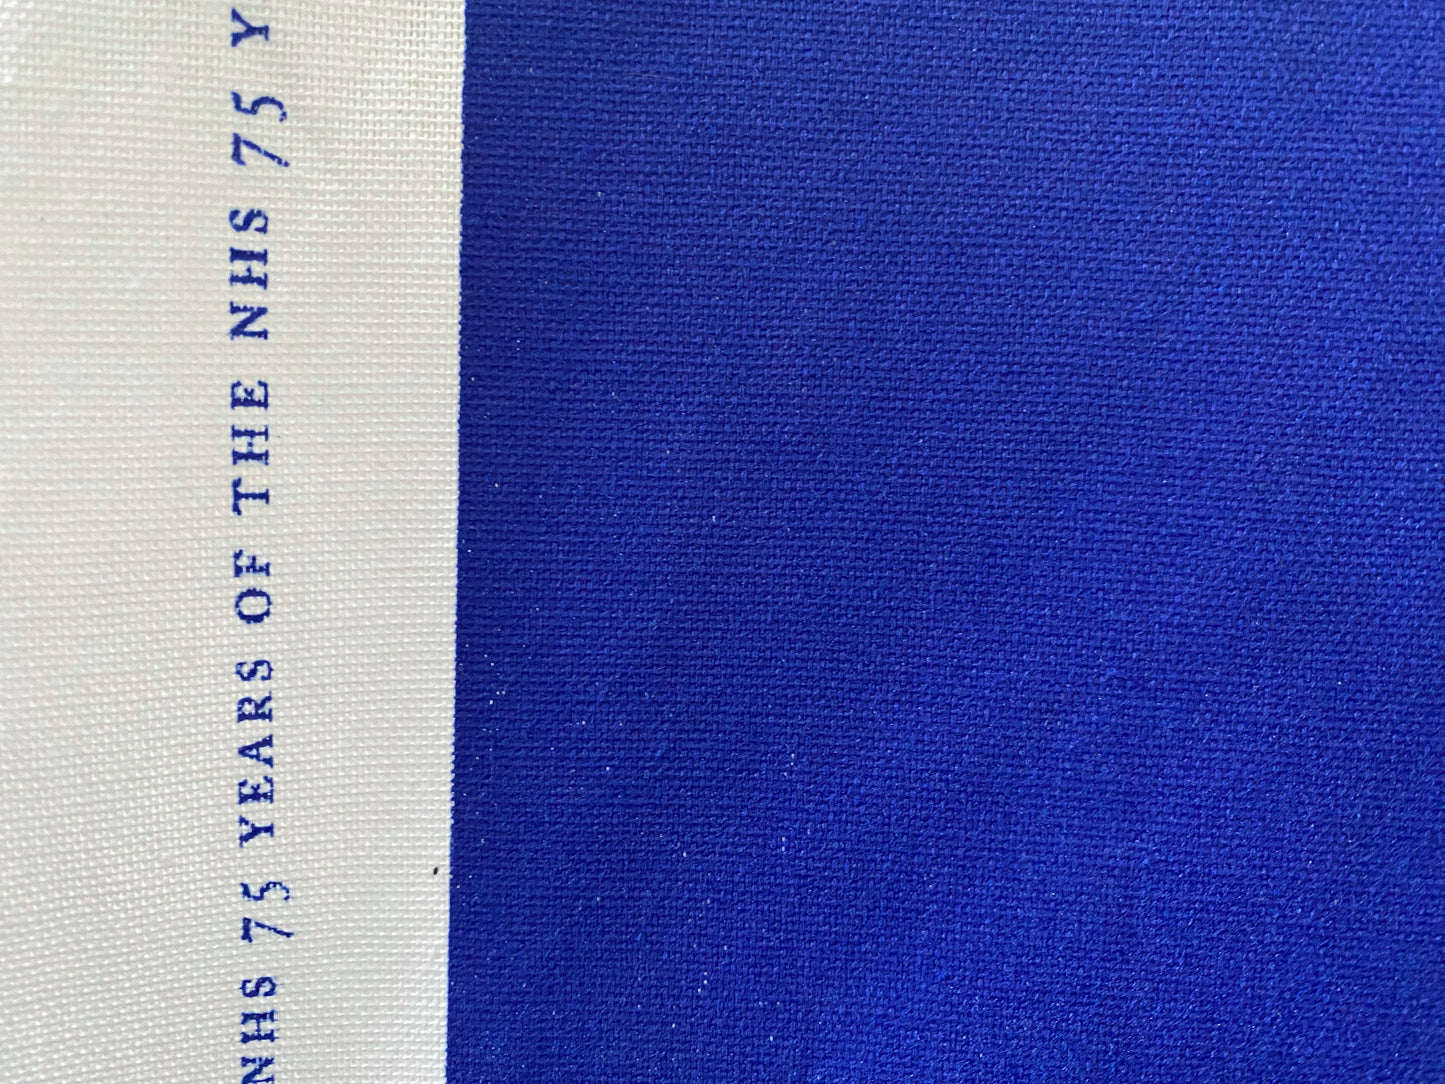 NHS 75 YEARS OF THE NHS 75 Y